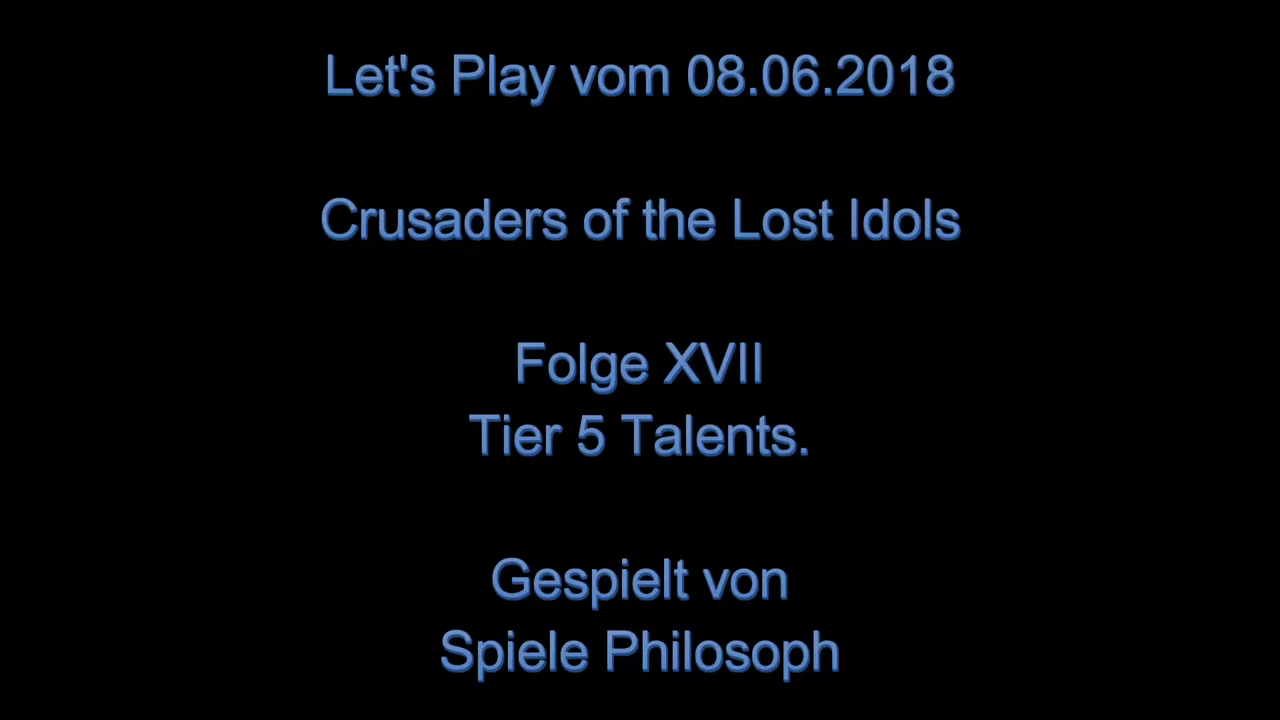 Let's Play vom 08.06.2018
Crusaders of the Lost Idols
Folge XVII
Tier 5 Talents.
Gespielt von
Spiele Philosoph